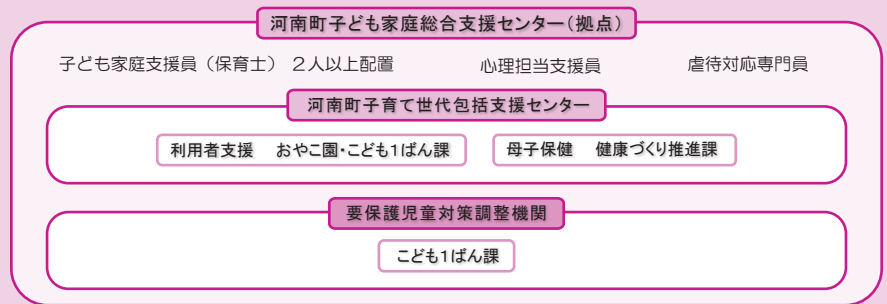 河南町子ども家庭総合支援センター（拠点）
子ども家庭支援員（保育士） ２人以上配置　心理担当支援員　虐待対応専門員
河南町子育て世代包括支援センター
利用者支援　おやこ園・こども1ばん課　母子保健　健康づくり推進課
要保護児童対策調整機関
こども1ばん課